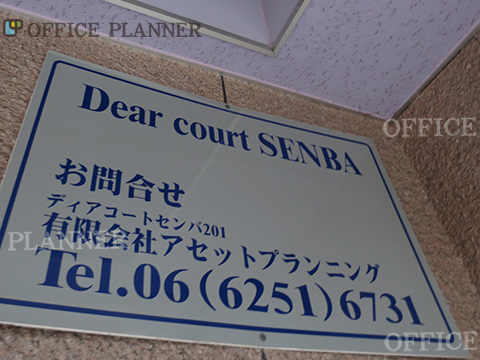 OFFICE PLANNER
Dear court SENBA
OFFICE
お問合せ
ディアコートセンバ201
有限会社アセットプランニング
PLANNER
Tel.06(6251)6731
OFFICE